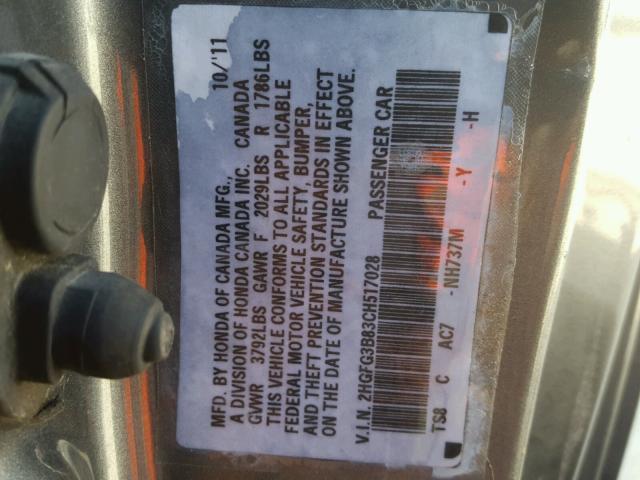 MFD. BY HONDA OF CANADA MFG., 10/'11
A DIVISION OF HONDA CANADA INC. CANADA
GVWR 3792LBS GAWR F 2029LBS R 1786LBS
THIS VEHICLE CONFORMS TO ALL APPLICABLE
FEDERAL MOTOR VEHICLE SAFETY, BUMPER,
AND THEFT PREVENTION STANDARDS IN EFFECT
ON THE DATE OF MANUFACTURE SHOWN ABOVE.
V.I.N. 2HGFG3B83CH517028 PASSENGER CAR
TS8 C AC7 -NH737M -Y -H